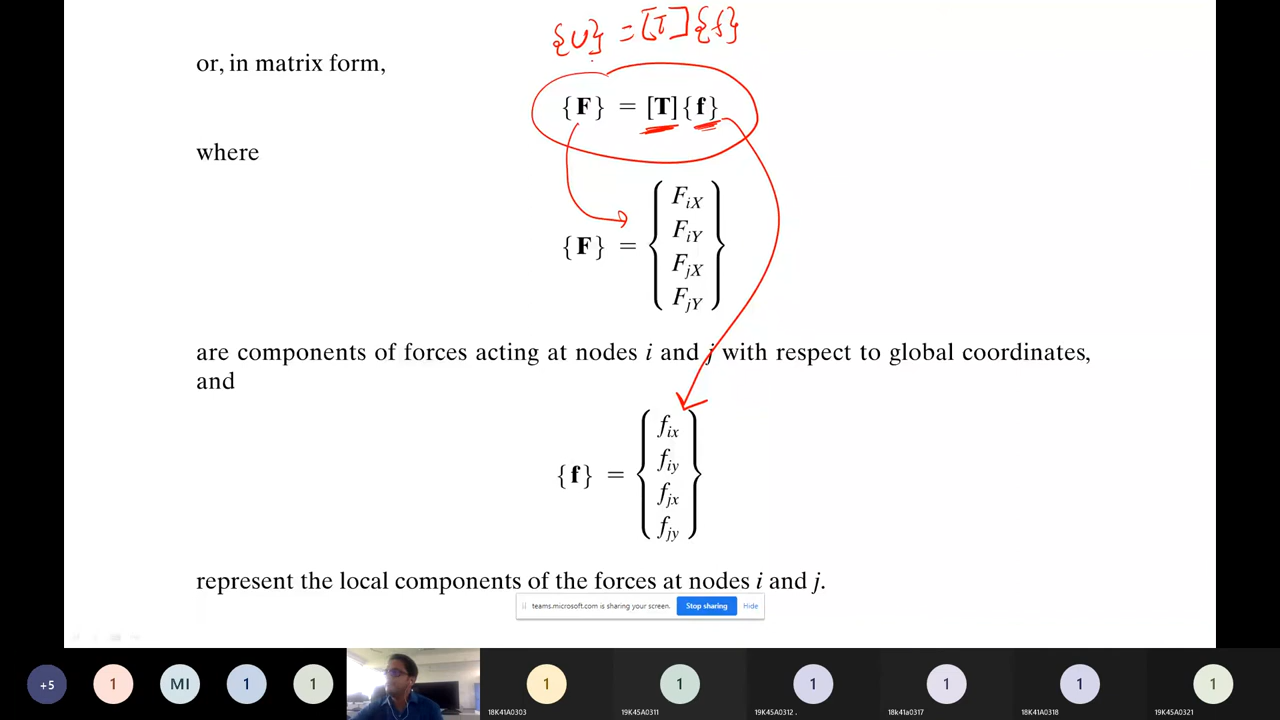 {U} = [T]{f}
or, in matrix form,
{F} = [T]{f}
where
{F} = { F_iX
F_iY
F_jX
F_jY }
are components of forces acting at nodes i and j with respect to global coordinates,
and
{f} = { f_ix
f_iy
f_jx
f_jy }
represent the local components of the forces at nodes i and j.
teams.microsoft.com is sharing your screen. Stop sharing Hide
+5 1 MI 1 1 1 1 1 1 1 1
18K41A0303 19K45A0311 19K45A0312 . 18k41a0317 18K41A0318 19K45A0321